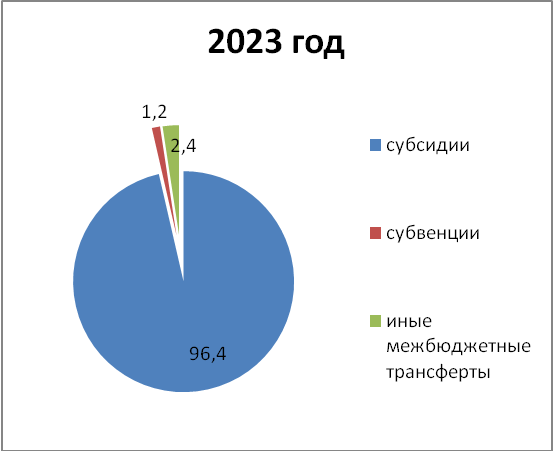 2023 год
1,2
2,4
96,4
субсидии
субвенции
иные
межбюджетные
трансферты